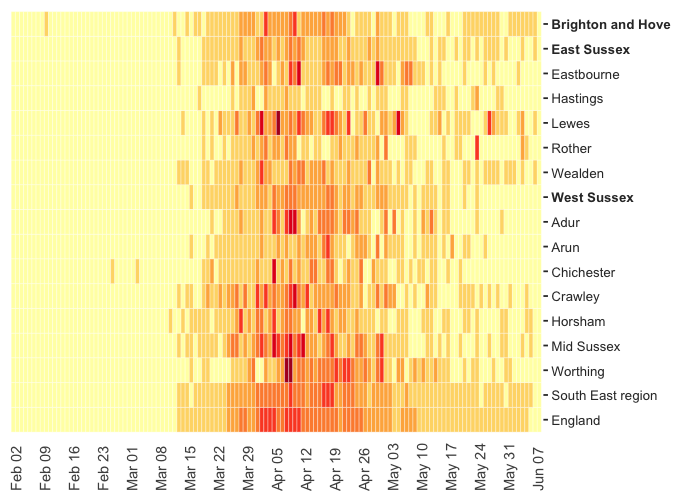 Brighton and Hove
East Sussex
Eastbourne
Hastings
Lewes
Rother
Wealden
West Sussex
Adur
Arun
Chichester
Crawley
Horsham
Mid Sussex
Worthing
South East region
England
Feb 02
Feb 09
Feb 16
Feb 23
Mar 01
Mar 08
Mar 15
Mar 22
Mar 29
Apr 05
Apr 12
Apr 19
Apr 26
May 03
May 10
May 17
May 24
May 31
Jun 07